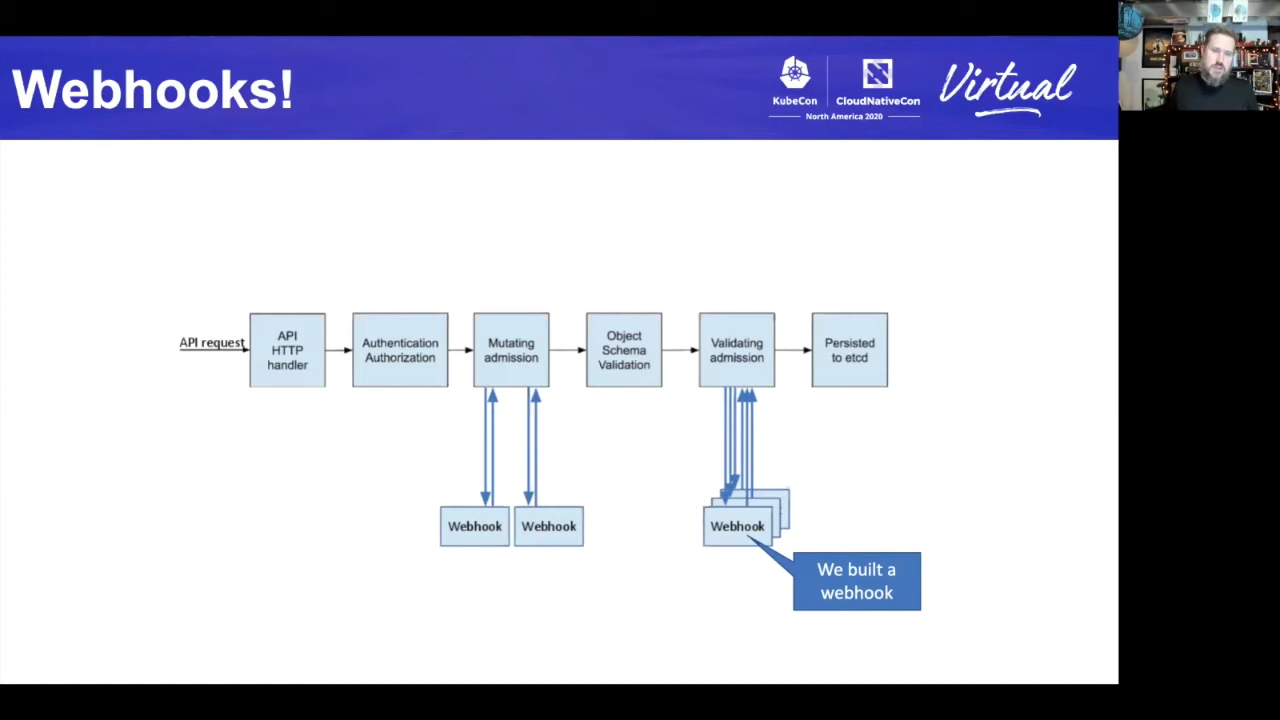 Webhooks!
KubeCon
CloudNativeCon
North America 2020
Virtual
API request
API
HTTP
handler
Authentication
Authorization
Mutating
admission
Object
Schema
Validation
Validating
admission
Persisted
to etcd
Webhook
Webhook
Webhook
We built a
webhook